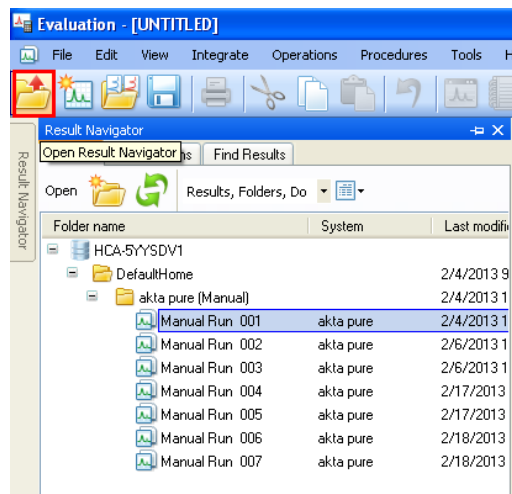 Evaluation - [UNTITLED]
File Edit View Integrate Operations Procedures Tools H
Result Navigator
Open Result Navigator ns Find Results
Result Navigator
Open Results, Folders, Do
Folder name System Last modifi
HCA-5YYSDV1
DefaultHome 2/4/2013 9
akta pure (Manual) 2/4/2013 1
Manual Run 001 akta pure 2/4/2013 1
Manual Run 002 akta pure 2/6/2013 1
Manual Run 003 akta pure 2/6/2013 1
Manual Run 004 akta pure 2/17/2013
Manual Run 005 akta pure 2/17/2013
Manual Run 006 akta pure 2/18/2013
Manual Run 007 akta pure 2/18/2013